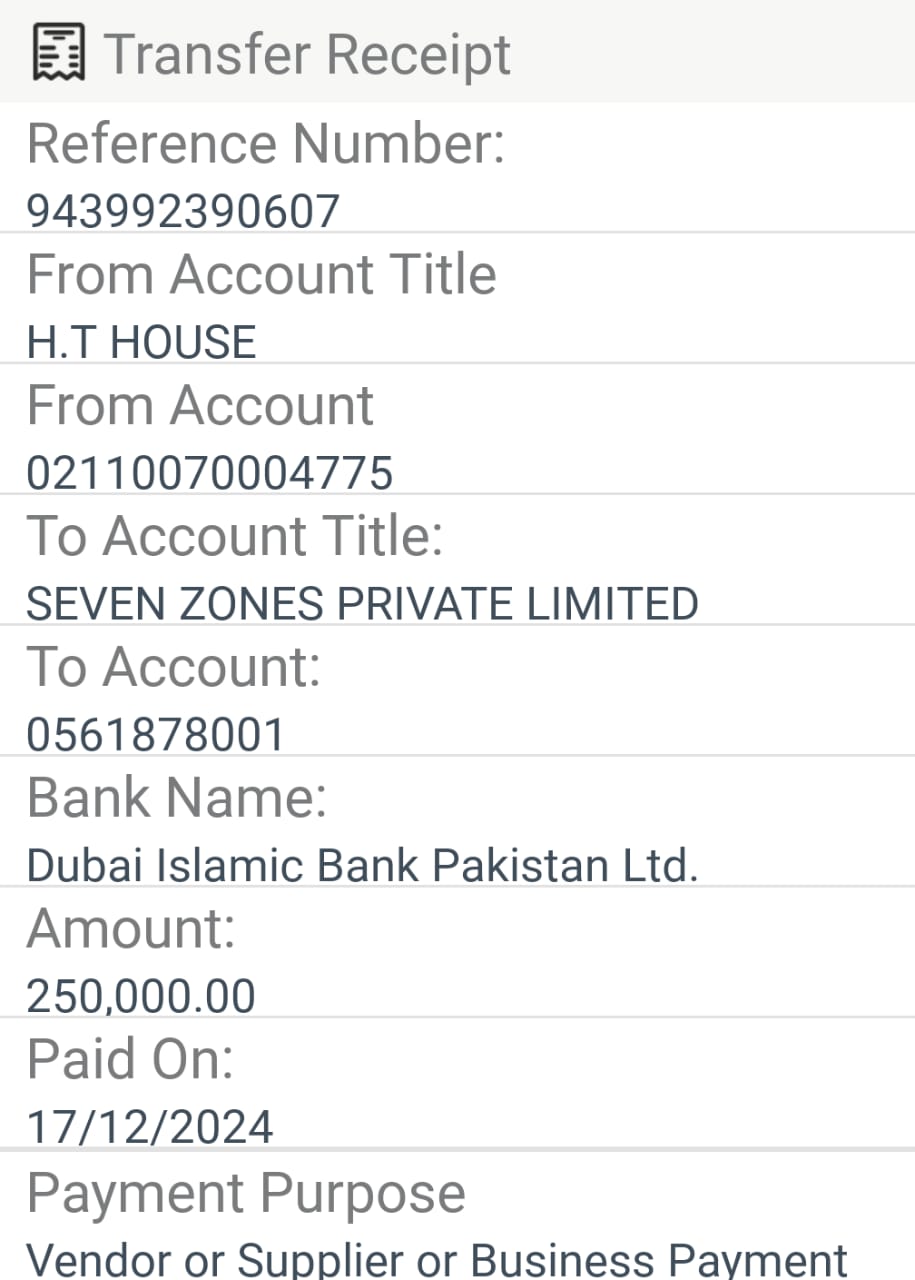 Transfer Receipt
Reference Number:
943992390607
From Account Title
H.T HOUSE
From Account
02110070004775
To Account Title:
SEVEN ZONES PRIVATE LIMITED
To Account:
0561878001
Bank Name:
Dubai Islamic Bank Pakistan Ltd.
Amount:
250,000.00
Paid On:
17/12/2024
Payment Purpose
Vendor or Supplier or Business Payment